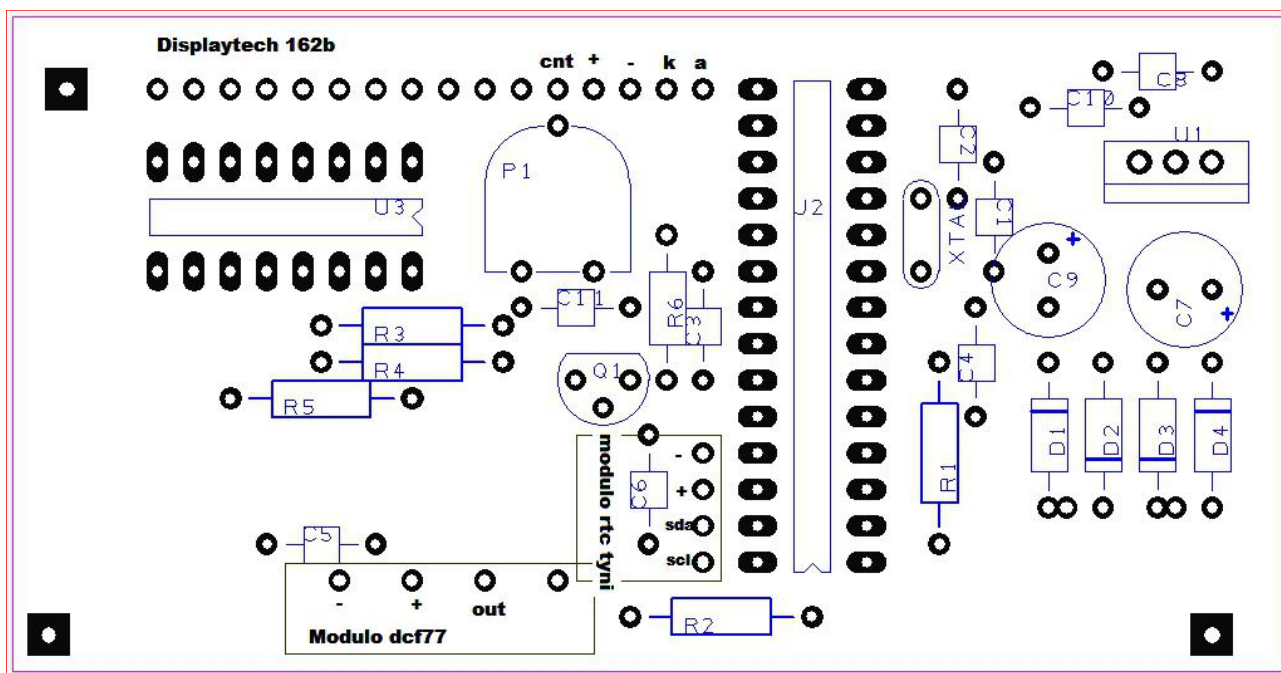 Displaytech 162b
cnt + - k a
C8
C10
U1
C2
P1
U3
J2
C1
XTAL
C9
C7
C11
R6
C3
R3
R4
Q1
C4
R5
D1 D2 D3 D4
R1
modulo rtc tyni
-
+
sda
scl
C6
C5
- + out
Modulo dcf77
R2